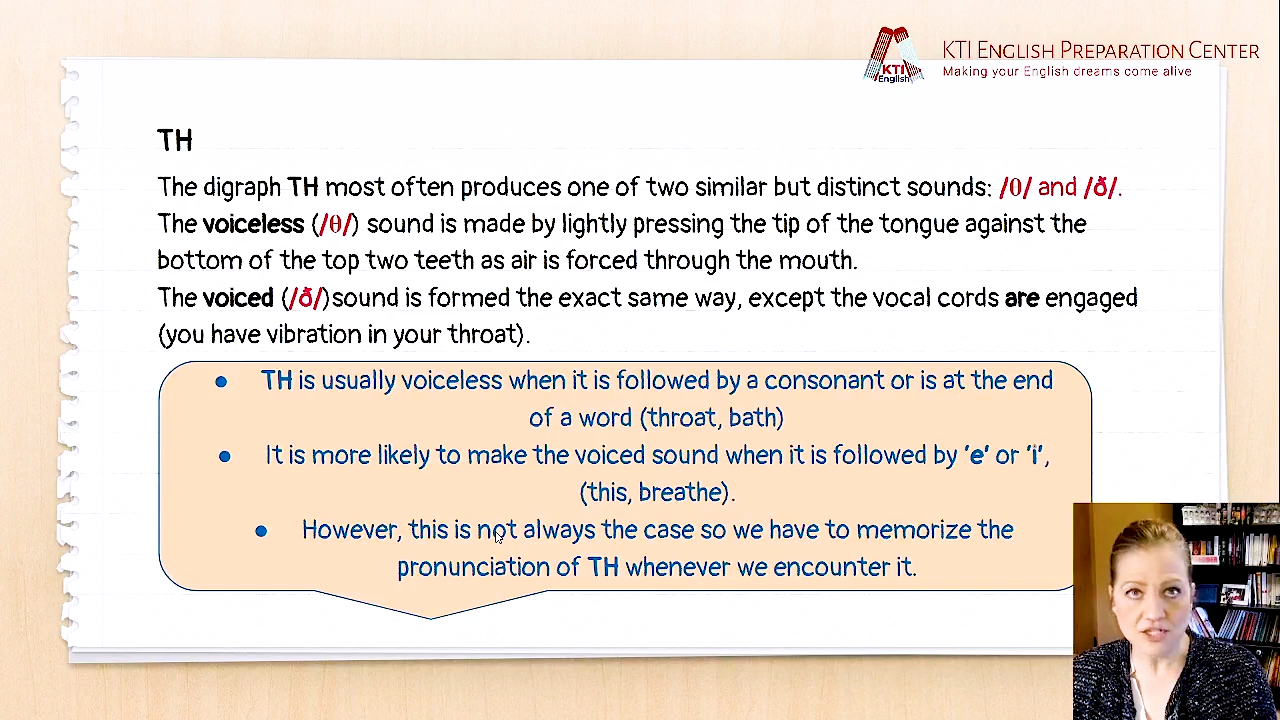 KTI ENGLISH PREPARATION CENTER
Making your English dreams come alive
KTI
English
TH
The digraph TH most often produces one of two similar but distinct sounds: /θ/ and /ð/.
The voiceless (/θ/) sound is made by lightly pressing the tip of the tongue against the
bottom of the top two teeth as air is forced through the mouth.
The voiced (/ð/)sound is formed the exact same way, except the vocal cords are engaged
(you have vibration in your throat).
● TH is usually voiceless when it is followed by a consonant or is at the end
of a word (throat, bath)
● It is more likely to make the voiced sound when it is followed by ‘e’ or ‘i’,
(this, breathe).
● However, this is not always the case so we have to memorize the
pronunciation of TH whenever we encounter it.